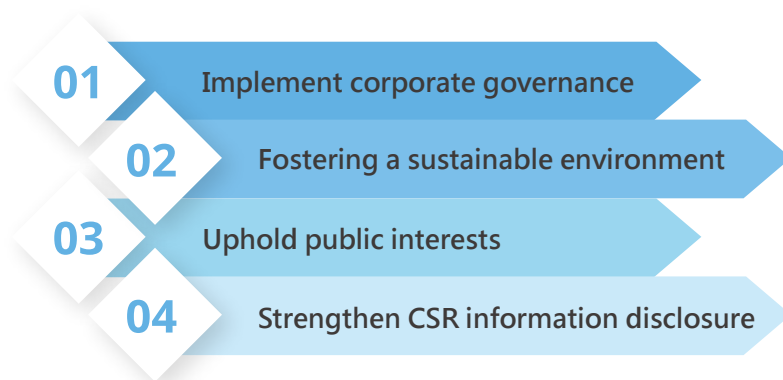 01
Implement corporate governance
02
Fostering a sustainable environment
03
Uphold public interests
04
Strengthen CSR information disclosure